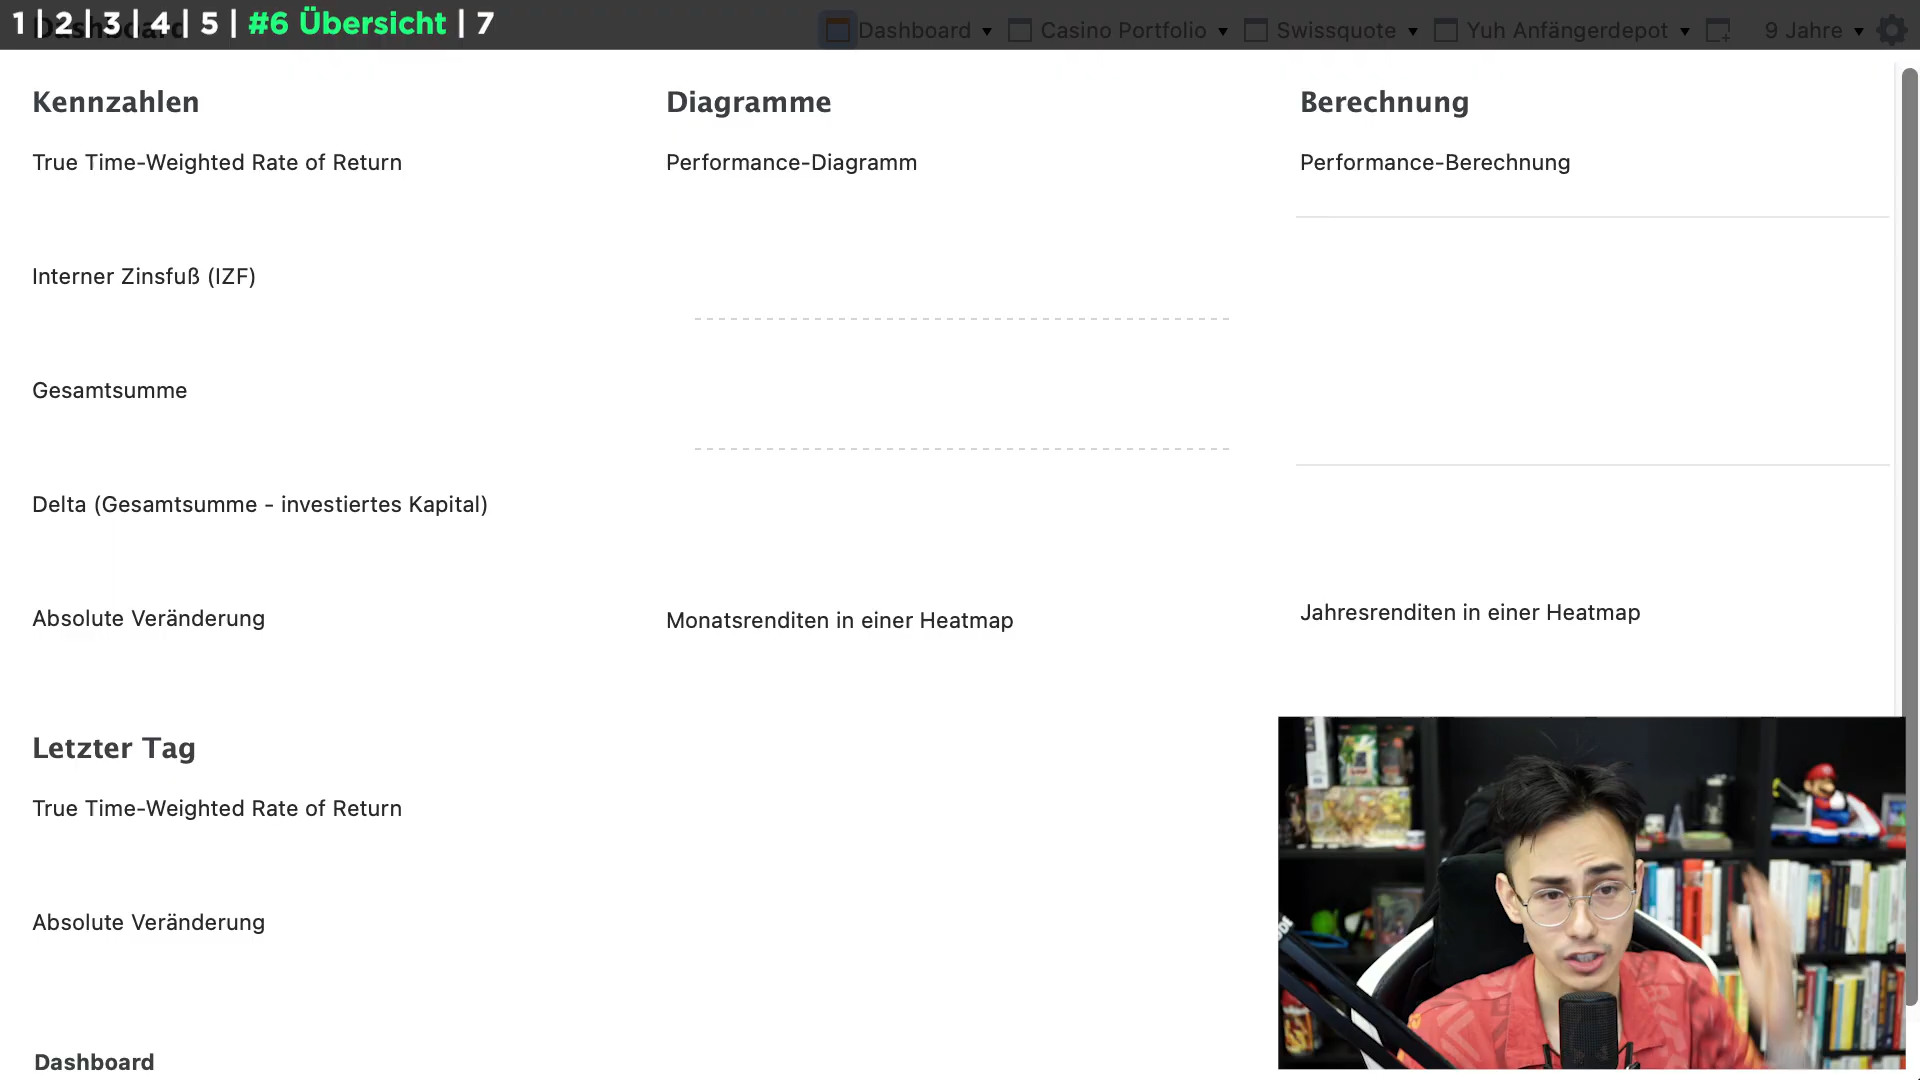 1 | 2 | 3 | 4 | 5 | #6 Übersicht | 7
Dashboard
Dashboard ▾ Casino Portfolio ▾ Swissquote ▾ Yuh Anfängerdepot ▾ 9 Jahre ▾
Kennzahlen
True Time-Weighted Rate of Return
Interner Zinsfuß (IZF)
Gesamtsumme
Delta (Gesamtsumme - investiertes Kapital)
Absolute Veränderung
Letzter Tag
True Time-Weighted Rate of Return
Absolute Veränderung
Dashboard
Diagramme
Performance-Diagramm
Monatsrenditen in einer Heatmap
Berechnung
Performance-Berechnung
Jahresrenditen in einer Heatmap